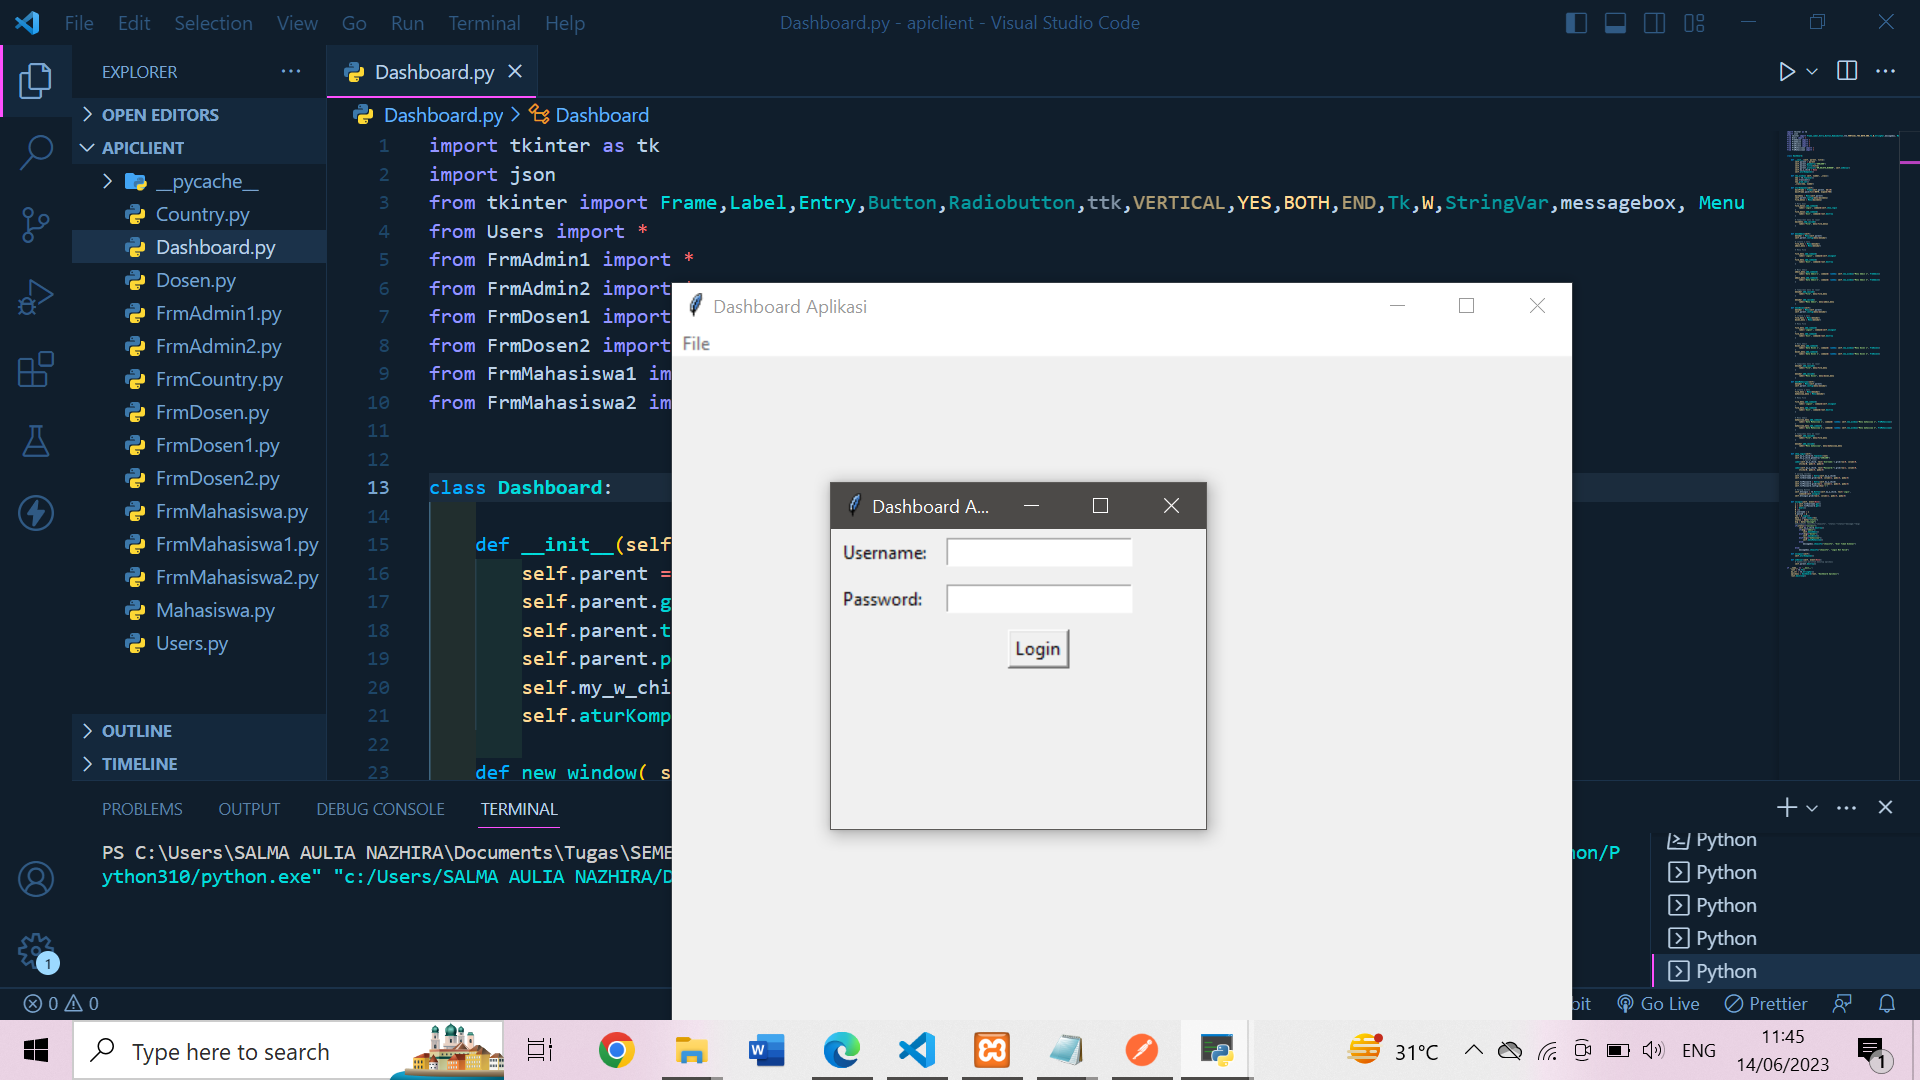 File Edit Selection View Go Run Terminal Help
Dashboard.py - apiclient - Visual Studio Code
EXPLORER
OPEN EDITORS
APICLIENT
__pycache__
Country.py
Dashboard.py
Dosen.py
FrmAdmin1.py
FrmAdmin2.py
FrmCountry.py
FrmDosen.py
FrmDosen1.py
FrmDosen2.py
FrmMahasiswa.py
FrmMahasiswa1.py
FrmMahasiswa2.py
Mahasiswa.py
Users.py
OUTLINE
TIMELINE
Dashboard.py
Dashboard.py > Dashboard
1 import tkinter as tk
2 import json
3 from tkinter import Frame,Label,Entry,Button,Radiobutton,ttk,VERTICAL,YES,BOTH,END,Tk,W,StringVar,messagebox, Menu
4 from Users import *
5 from FrmAdmin1 import *
6 from FrmAdmin2 import
7 from FrmDosen1 import
8 from FrmDosen2 import
9 from FrmMahasiswa1 im
10 from FrmMahasiswa2 im
11
12
13 class Dashboard:
14
15 def __init__(self
16 self.parent =
17 self.parent.g
18 self.parent.t
19 self.parent.p
20 self.my_w_chi
21 self.aturKomp
22
23 def new_window( s
Dashboard Aplikasi
File
Dashboard A...
Username:
Password:
Login
PROBLEMS OUTPUT DEBUG CONSOLE TERMINAL
PS C:\Users\SALMA AULIA NAZHIRA\Documents\Tugas\SEME
hon/P
ython310/python.exe" "c:/Users/SALMA AULIA NAZHIRA/D
Python
Python
Python
Python
Python
1
0 0
bit Go Live Prettier
Type here to search
31°C
ENG
11:45
14/06/2023
1